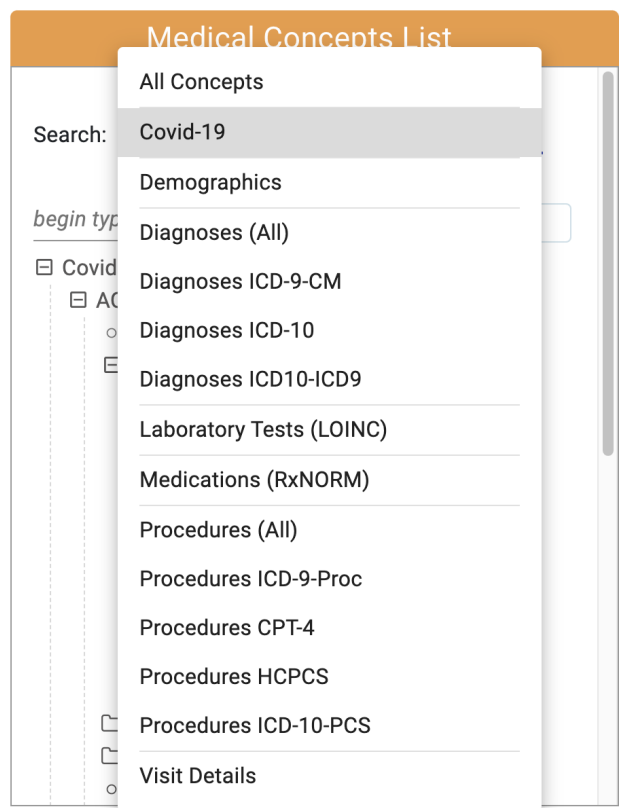 Medical Concepts List
All Concepts
Search:
Covid-19
Demographics
begin typ
Diagnoses (All)
Covid
Diagnoses ICD-9-CM
AC
Diagnoses ICD-10
Diagnoses ICD10-ICD9
Laboratory Tests (LOINC)
Medications (RxNORM)
Procedures (All)
Procedures ICD-9-Proc
Procedures CPT-4
Procedures HCPCS
Procedures ICD-10-PCS
Visit Details